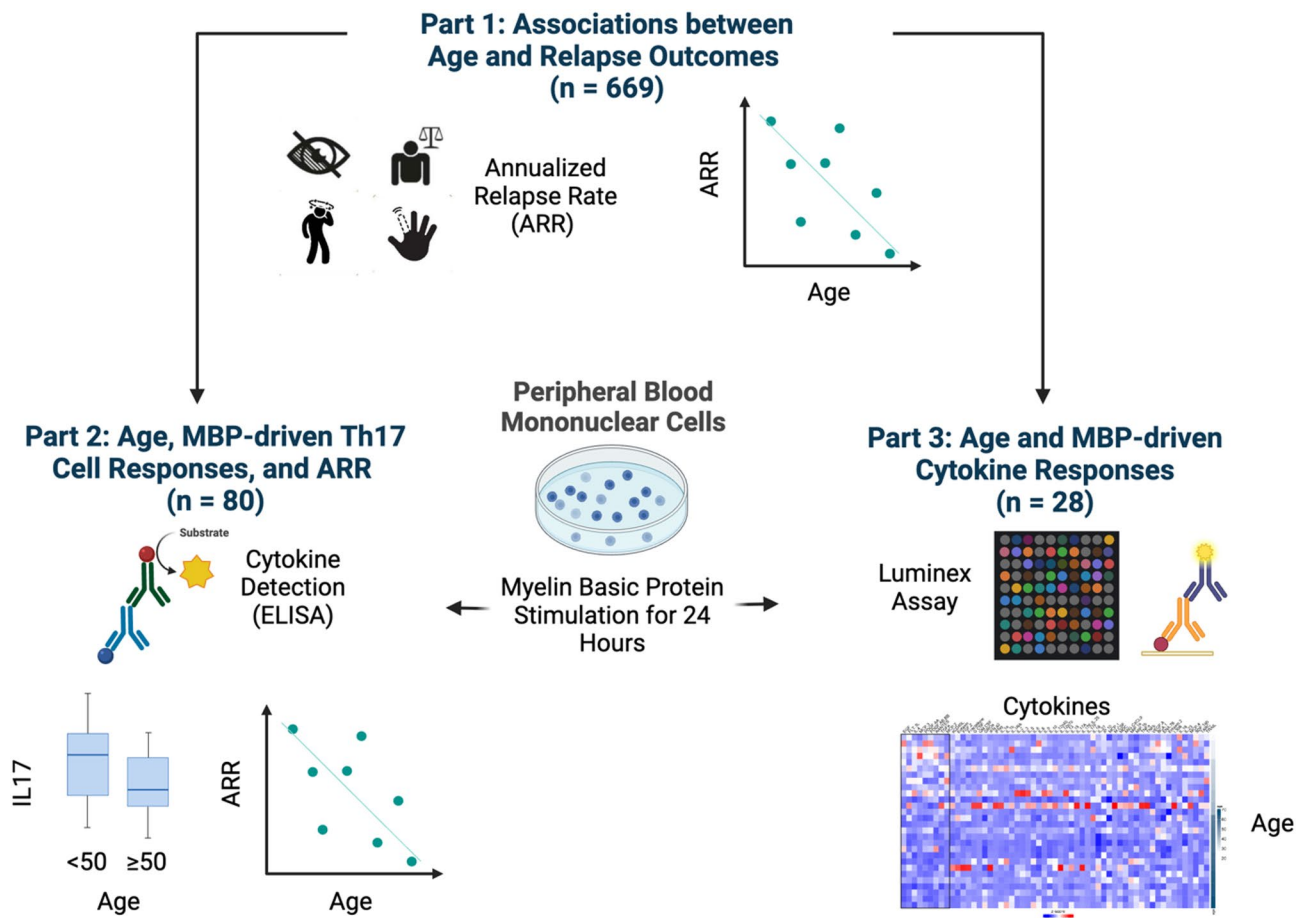 Part 1: Associations between
Age and Relapse Outcomes
(n = 669)
Annualized
Relapse Rate
(ARR)
ARR
Age
Peripheral Blood
Mononuclear Cells
Myelin Basic Protein
Stimulation for 24
Hours
Part 2: Age, MBP-driven Th17
Cell Responses, and ARR
(n = 80)
Substrate
Cytokine
Detection
(ELISA)
IL17
<50 ≥50
Age
ARR
Age
Part 3: Age and MBP-driven
Cytokine Responses
(n = 28)
Luminex
Assay
Cytokines
Age